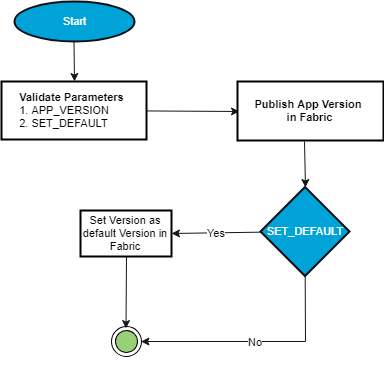 Start
Validate Parameters
1. APP_VERSION
2. SET_DEFAULT
Publish App Version
in Fabric
SET_DEFAULT
Yes
Set Version as
default Version in
Fabric
No